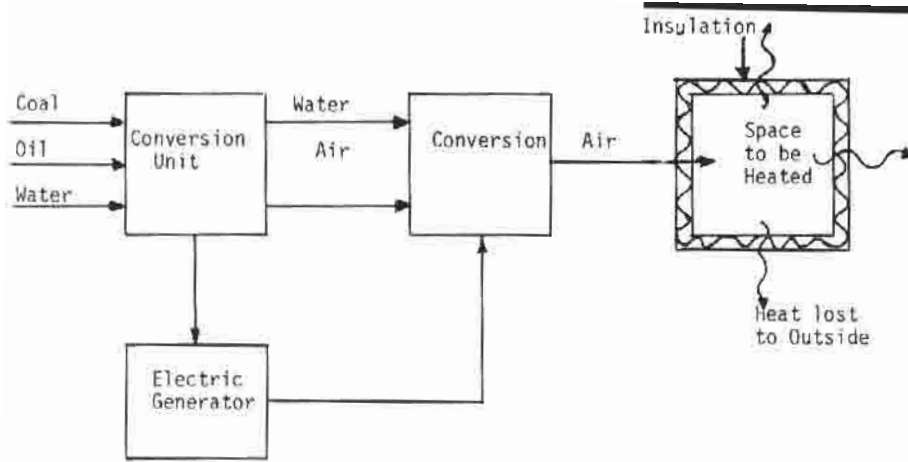 Insulation
Coal
Oil
Water
Conversion
Unit
Water
Air
Conversion
Air
Space
to be
Heated
Heat lost
to Outside
Electric
Generator